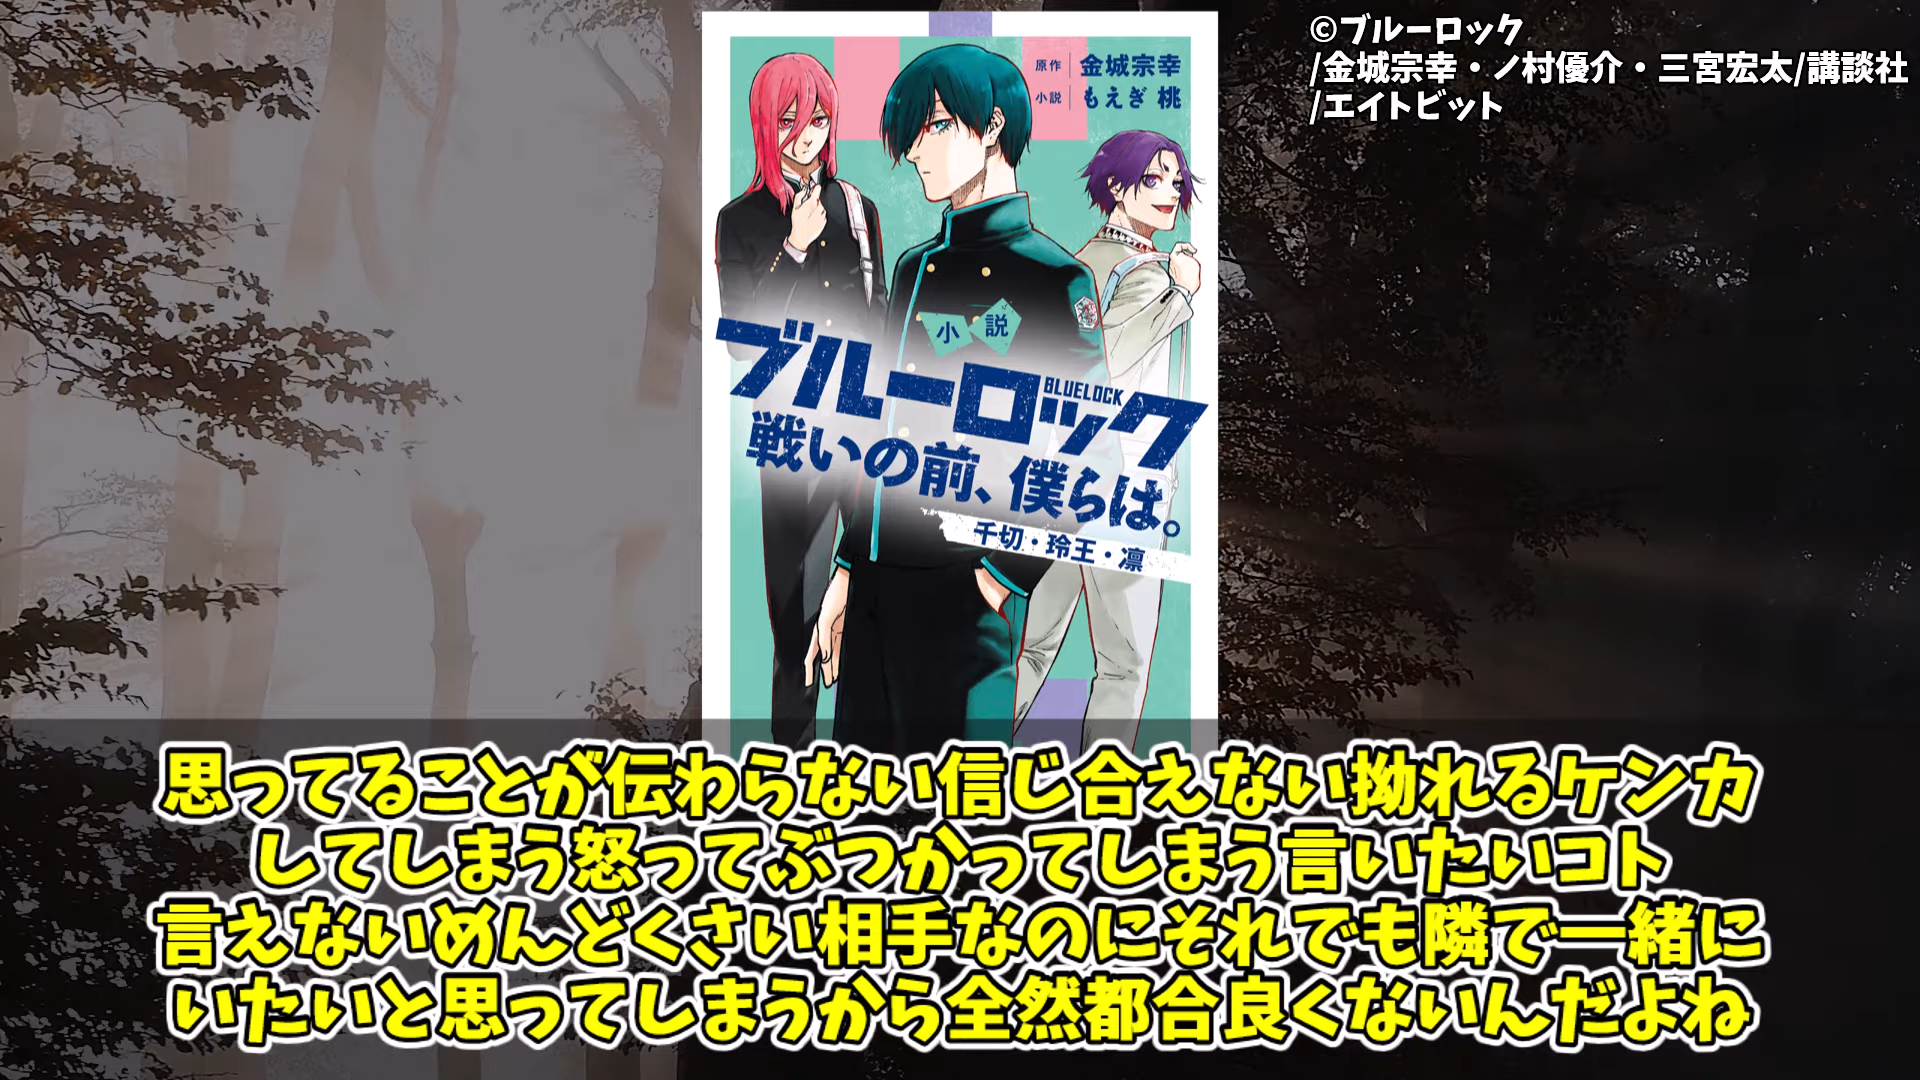 ©ブルーロック
/金城宗幸・ノ村優介・三宮宏太/講談社
/エイトビット
原作 金城宗幸
小説 もえぎ 桃
小説
ブルーロック
BLUELOCK
戦いの前、僕らは。
千切・玲王・凛
思ってることが伝わらない信じ合えない拗れるケンカ
してしまう怒ってぶつかってしまう言いたいコト
言えないめんどくさい相手なのにそれでも隣で一緒に
いたいと思ってしまうから全然都合良くないんだよね